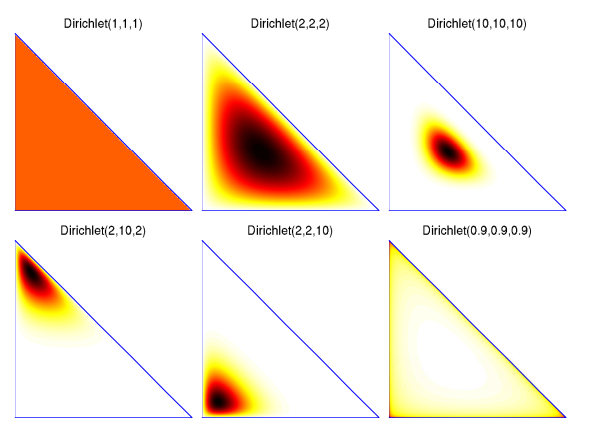 Dirichlet(1,1,1)
Dirichlet(2,2,2)
Dirichlet(10,10,10)
Dirichlet(2,10,2)
Dirichlet(2,2,10)
Dirichlet(0.9,0.9,0.9)